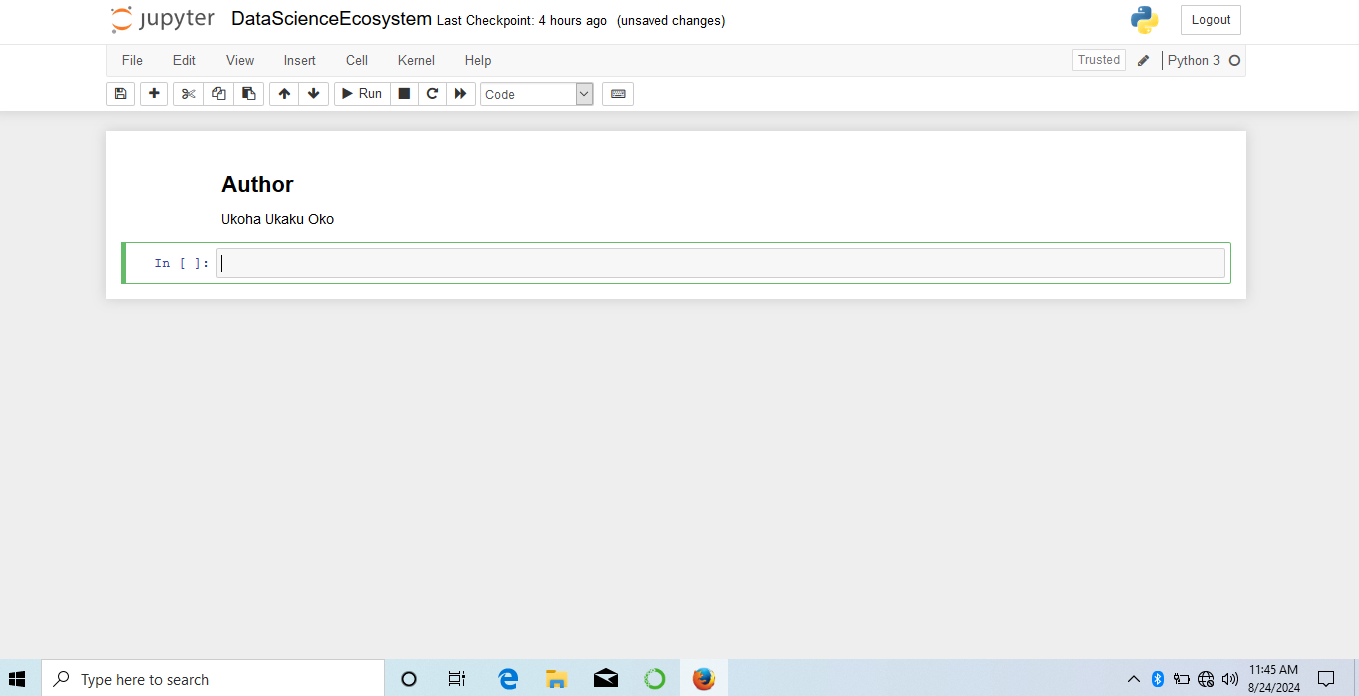 jupyter DataScienceEcosystem Last Checkpoint: 4 hours ago (unsaved changes) Logout
File Edit View Insert Cell Kernel Help Trusted Python 3
Run Code
Author
Ukoha Ukaku Oko
In [ ]:
Type here to search
11:45 AM
8/24/2024